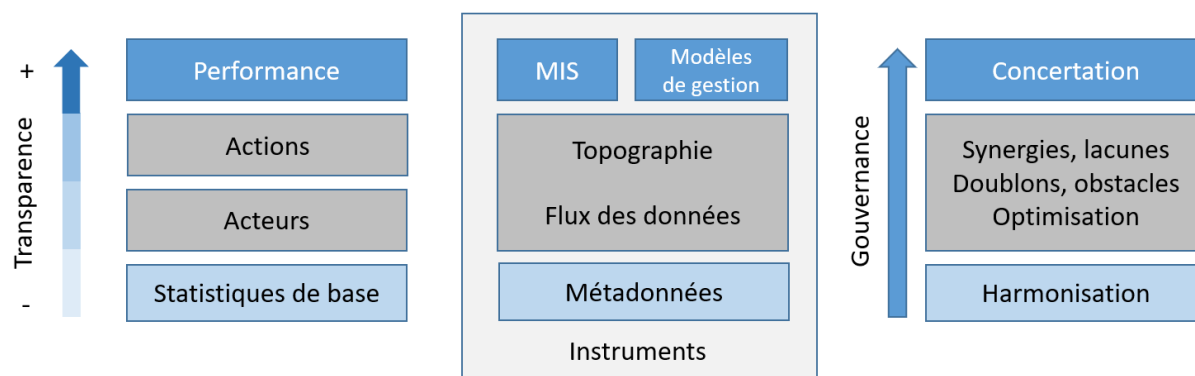 +
Transparence
-
Performance
Actions
Acteurs
Statistiques de base
MIS
Modèles
de gestion
Topographie
Flux des données
Métadonnées
Instruments
Gouvernance
Concertation
Synergies, lacunes
Doublons, obstacles
Optimisation
Harmonisation